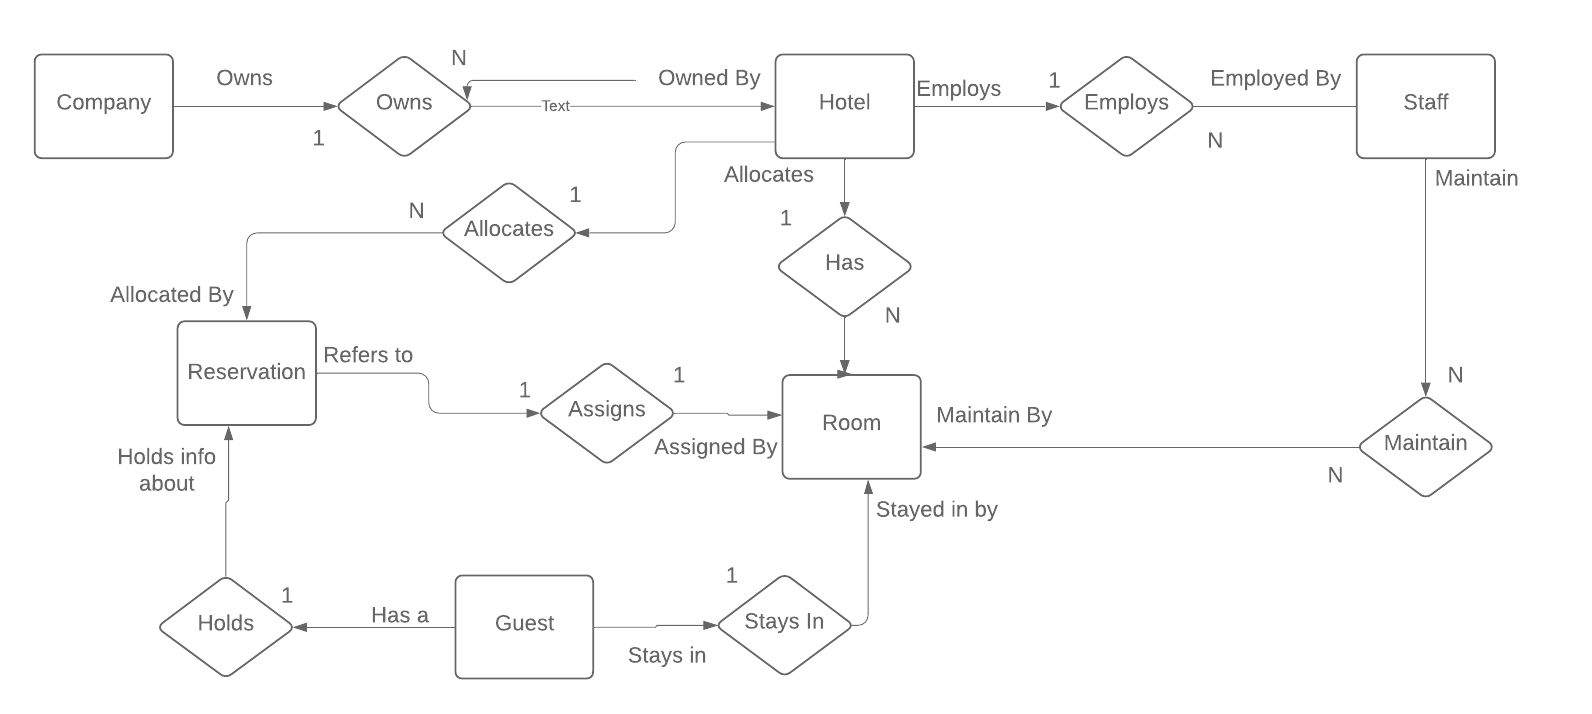 N
Owns
Owned By
Employs
1
Employed By
Company
Owns
Text
Hotel
Employs
Staff
1
N
Allocates
Maintain
1
N
Allocates
1
Has
Allocated By
N
Refers to
Reservation
1
1
N
Assigns
Room
Maintain By
Maintain
Assigned By
Holds info
about
N
Stayed in by
1
1
Has a
Holds
Guest
Stays In
Stays in